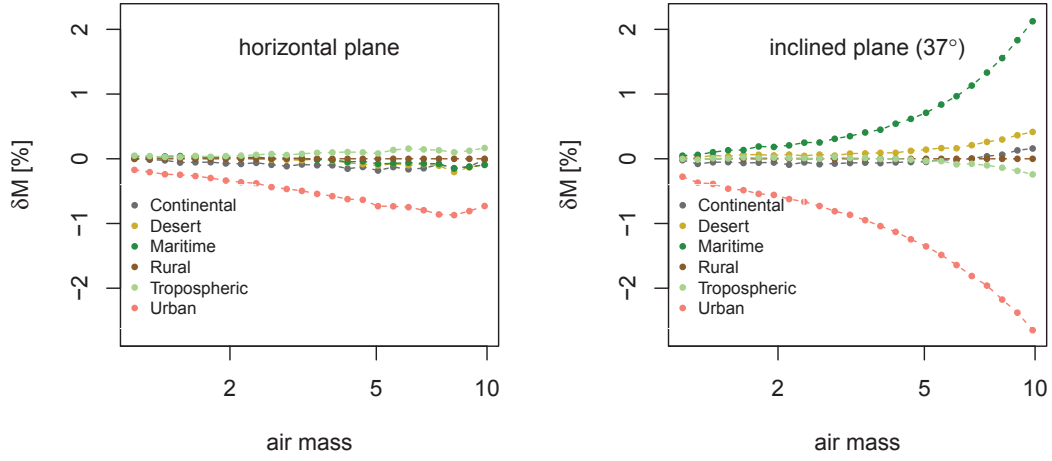 horizontal plane
δM [%]
2
1
0
−1
−2
Continental
Desert
Maritime
Rural
Tropospheric
Urban
2
5
10
air mass
inclined plane (37°)
δM [%]
2
1
0
−1
−2
Continental
Desert
Maritime
Rural
Tropospheric
Urban
2
5
10
air mass